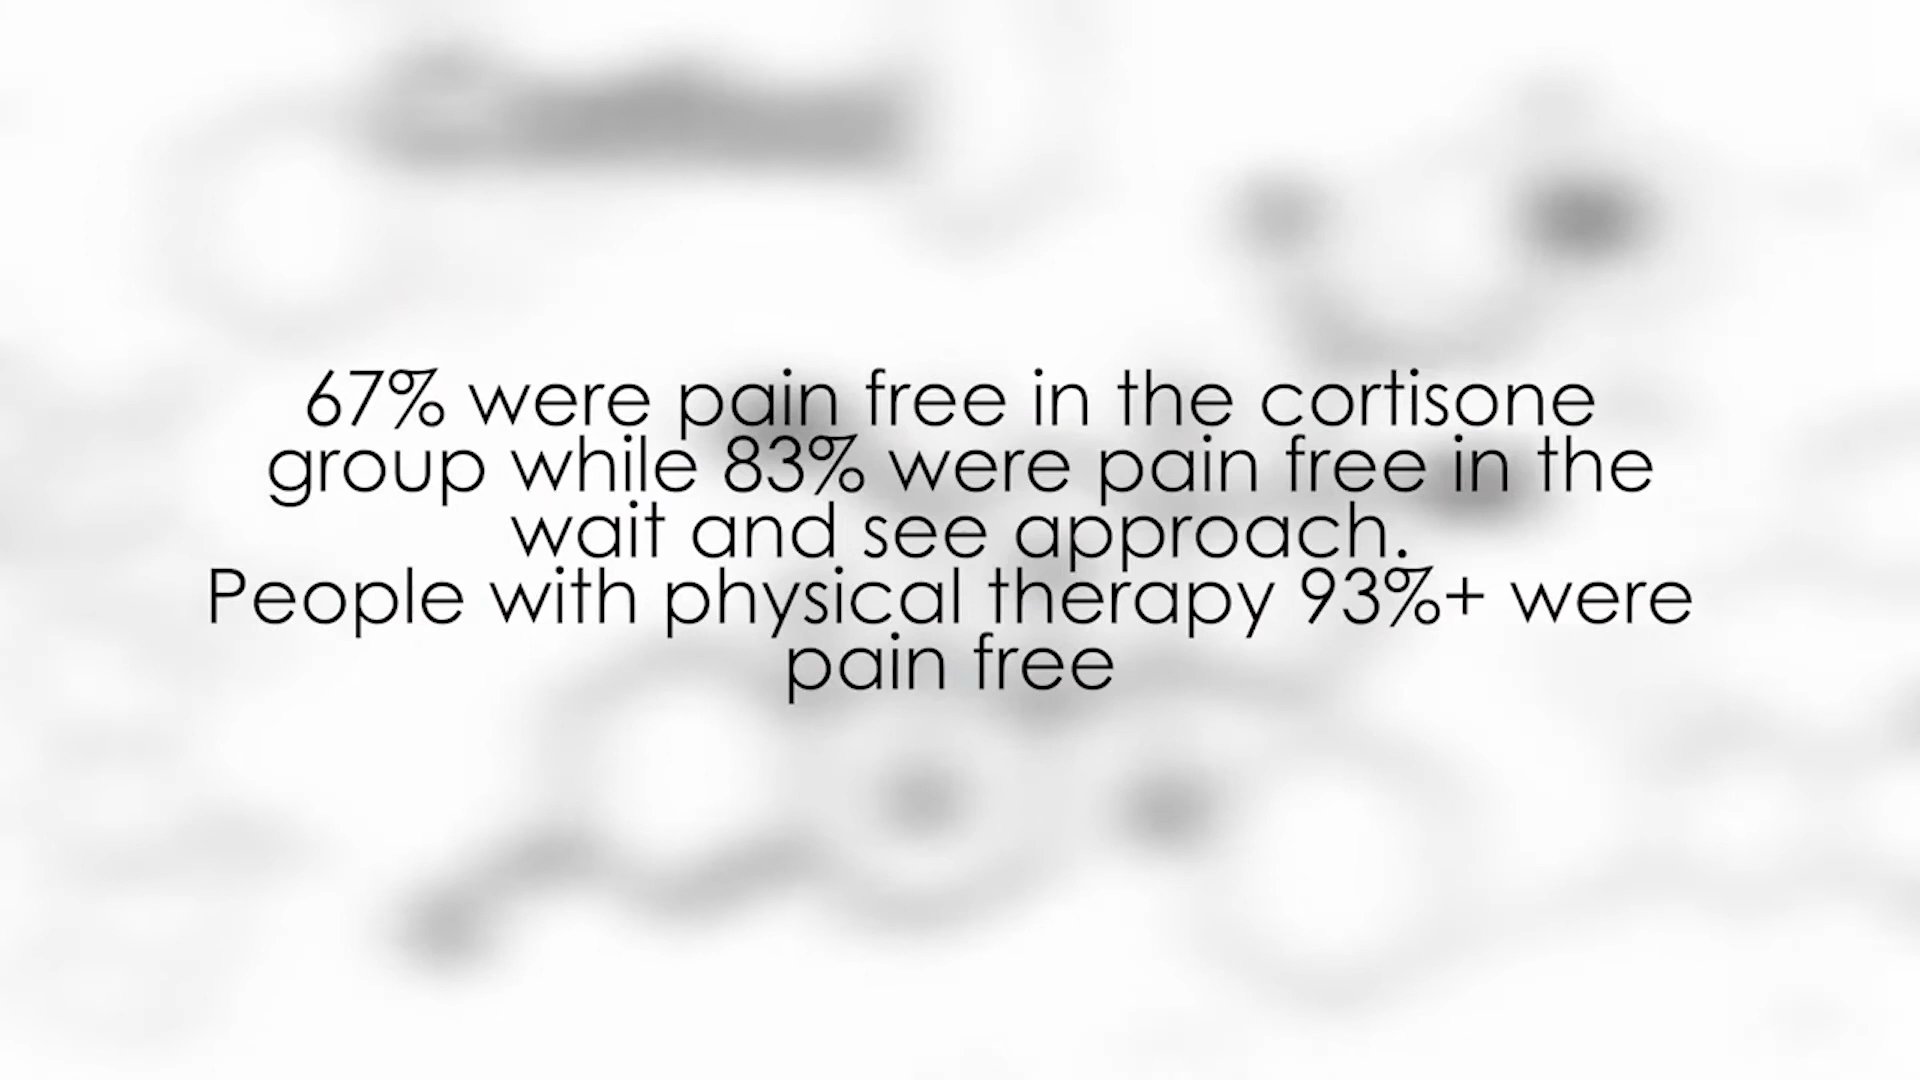 67% were pain free in the cortisone
group while 83% were pain free in the
wait and see approach.
People with physical therapy 93%+ were
pain free